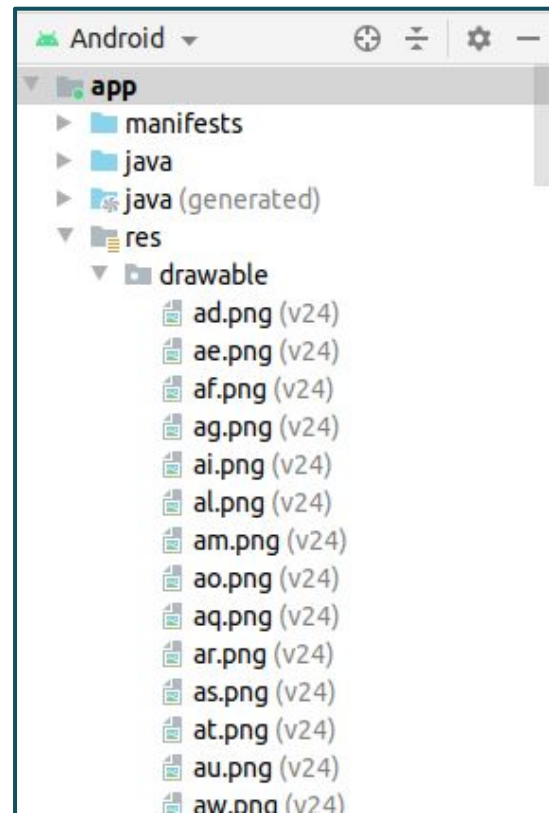 Android
app
manifests
java
java (generated)
res
drawable
ad.png (v24)
ae.png (v24)
af.png (v24)
ag.png (v24)
ai.png (v24)
al.png (v24)
am.png (v24)
ao.png (v24)
aq.png (v24)
ar.png (v24)
as.png (v24)
at.png (v24)
au.png (v24)
aw.png (v24)